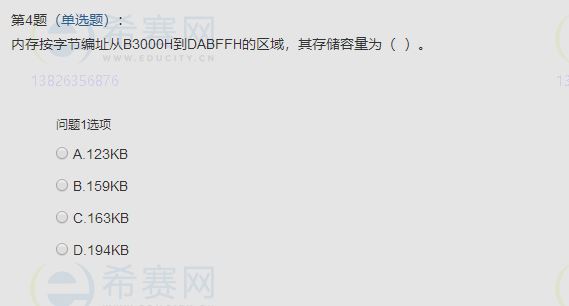 第4题（单选题）：
内存按字节编址从B3000H到DABFFH的区域，其存储容量为（ ）。
希赛网
WWW.EDUCITY.CN
13826356876
13
问题1选项
A.123KB
B.159KB
C.163KB
D.194KB
希赛网